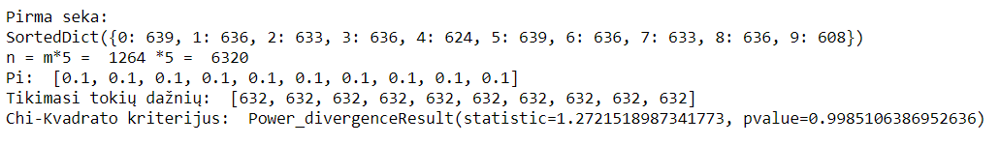 Pirma seka:
SortedDict({0: 639, 1: 636, 2: 633, 3: 636, 4: 624, 5: 639, 6: 636, 7: 633, 8: 636, 9: 608})
n = m*5 =  1264 *5 =  6320
Pi:  [0.1, 0.1, 0.1, 0.1, 0.1, 0.1, 0.1, 0.1, 0.1, 0.1]
Tikimasi tokių dažnių:  [632, 632, 632, 632, 632, 632, 632, 632, 632, 632]
Chi-Kvadrato kriterijus:  Power_divergenceResult(statistic=1.2721518987341773, pvalue=0.9985106386952636)